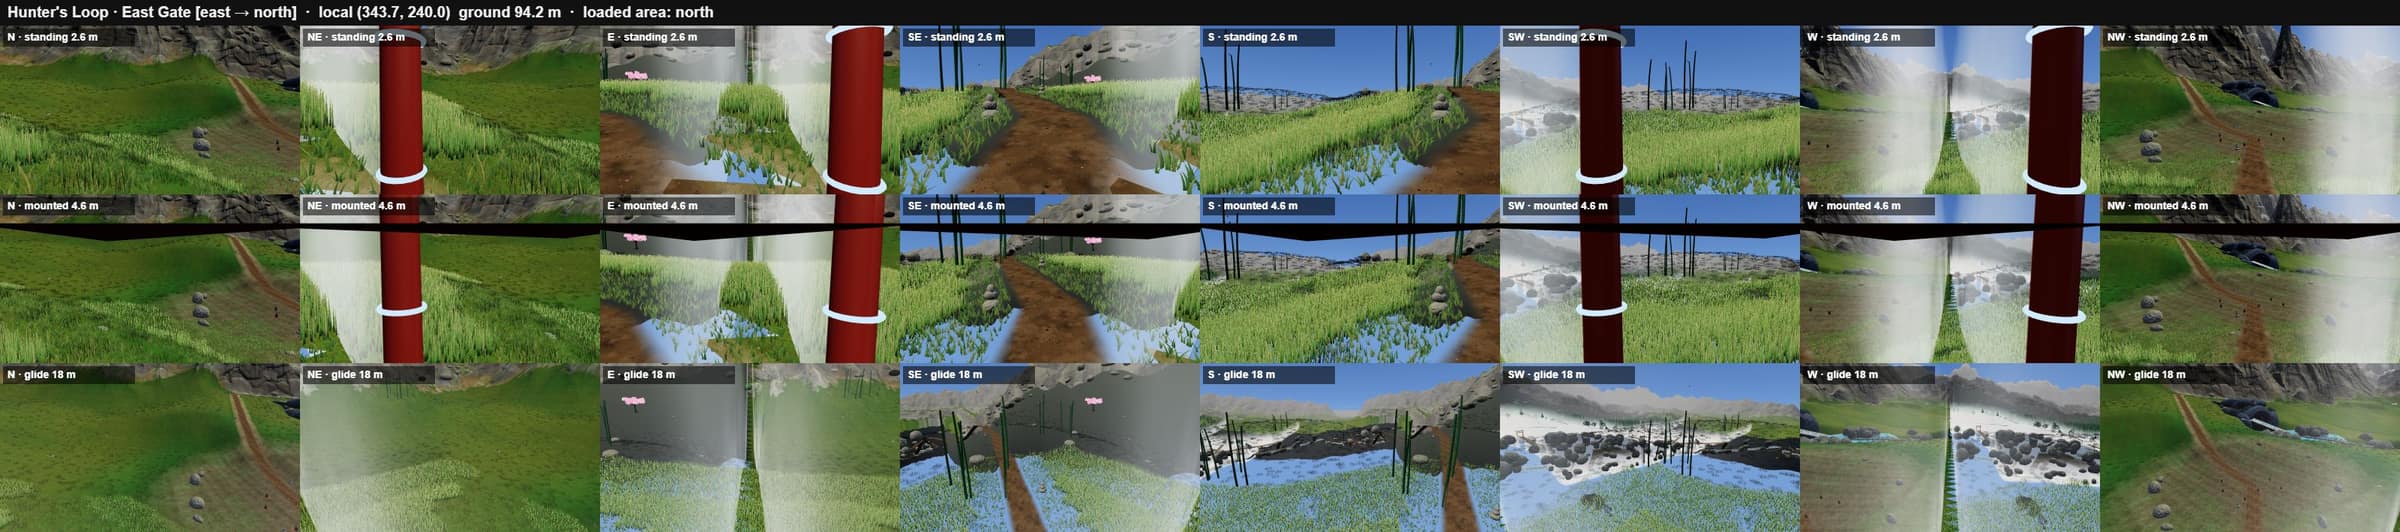 Hunter's Loop · East Gate [east → north]  ·  local (343.7, 240.0)  ground 94.2 m  ·  loaded area: north
N · standing 2.6 m
NE · standing 2.6 m
E · standing 2.6 m
SE · standing 2.6 m
S · standing 2.6 m
SW · standing 2.6 m
W · standing 2.6 m
NW · standing 2.6 m
N · mounted 4.6 m
NE · mounted 4.6 m
E · mounted 4.6 m
SE · mounted 4.6 m
S · mounted 4.6 m
SW · mounted 4.6 m
W · mounted 4.6 m
NW · mounted 4.6 m
N · glide 18 m
NE · glide 18 m
E · glide 18 m
SE · glide 18 m
S · glide 18 m
SW · glide 18 m
W · glide 18 m
NW · glide 18 m